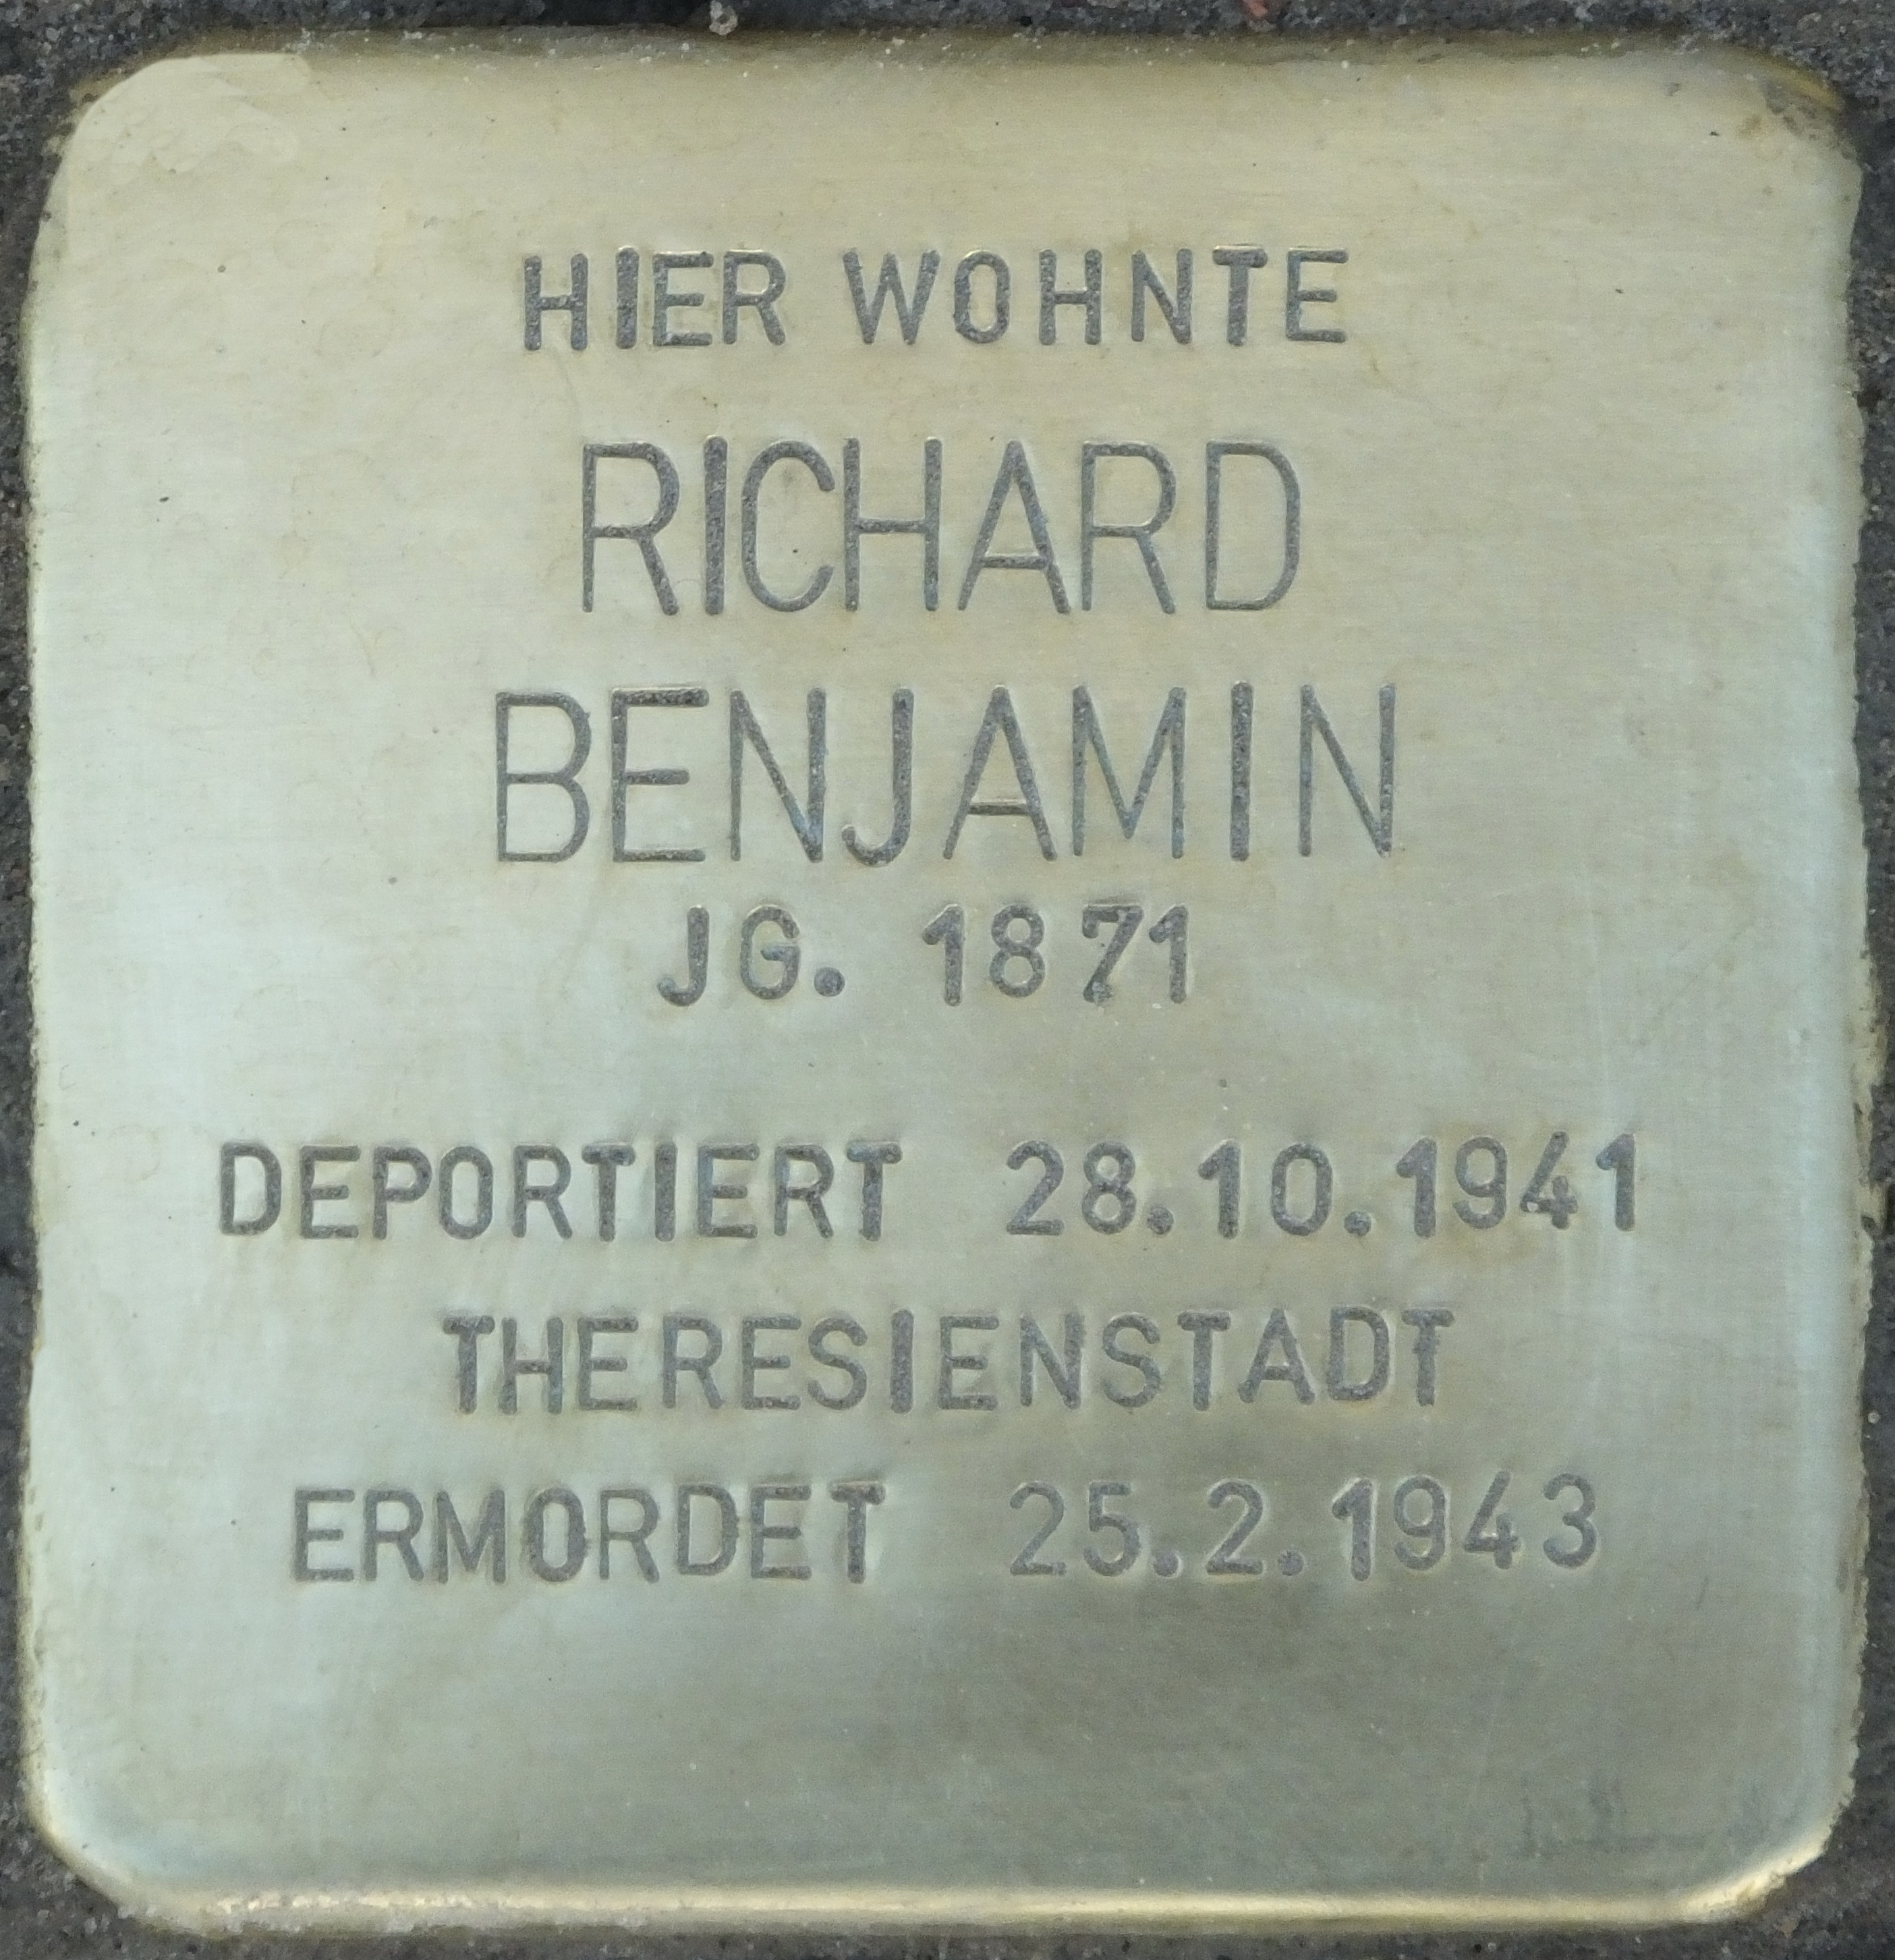 HIER WOHNTE
RICHARD
BENJAMIN
JG. 1871
DEPORTIERT 28.10.1941
THERESIENSTADT
ERMORDET 25.2.1943